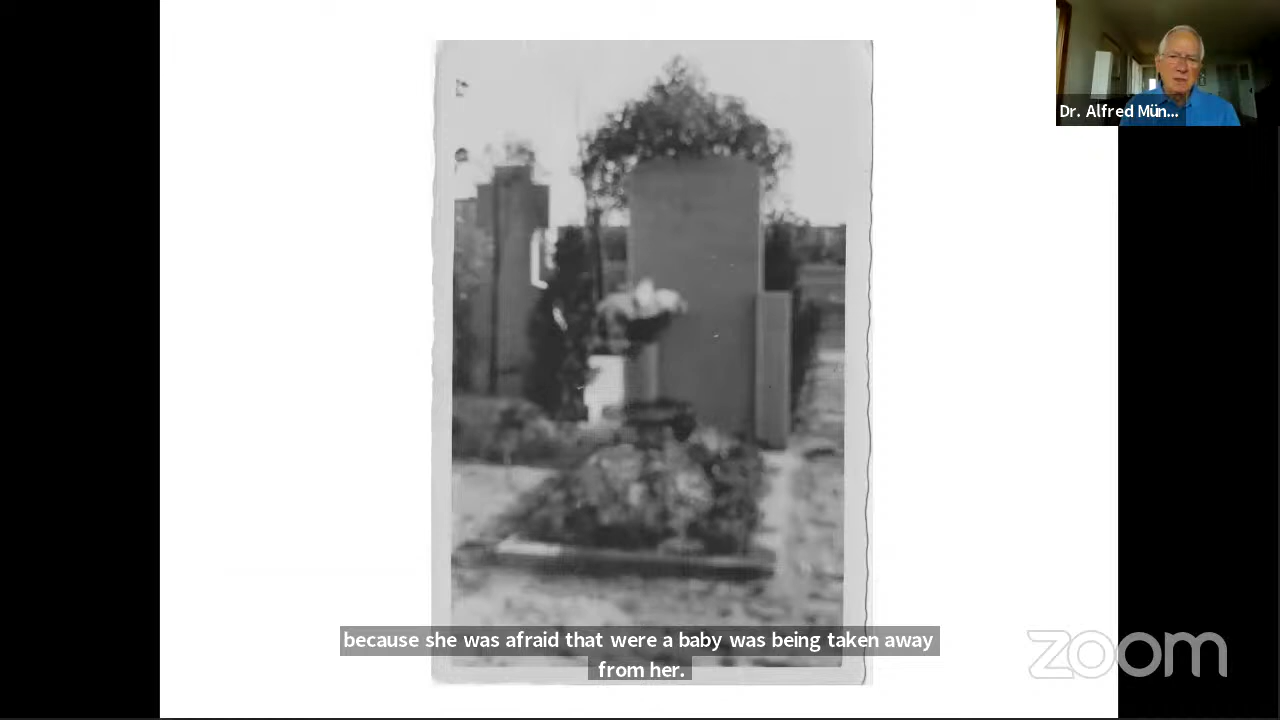 Dr. Alfred Mün...
because she was afraid that were a baby was being taken away
from her.
zoom